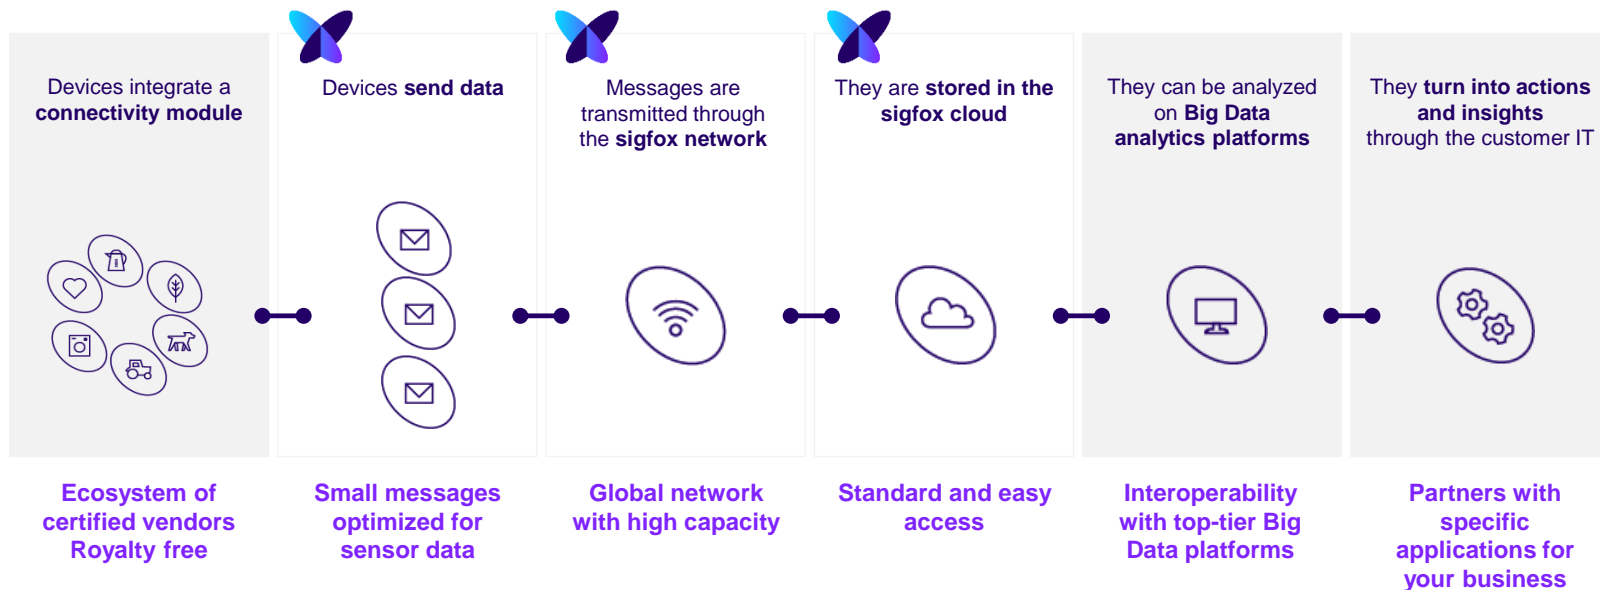 Devices integrate a
connectivity module
Devices send data
Messages are
transmitted through
the sigfox network
They are stored in the
sigfox cloud
They can be analyzed
on Big Data
analytics platforms
They turn into actions
and insights
through the customer IT
Ecosystem of
certified vendors
Royalty free
Small messages
optimized for
sensor data
Global network
with high capacity
Standard and easy
access
Interoperability
with top-tier Big
Data platforms
Partners with
specific
applications for
your business